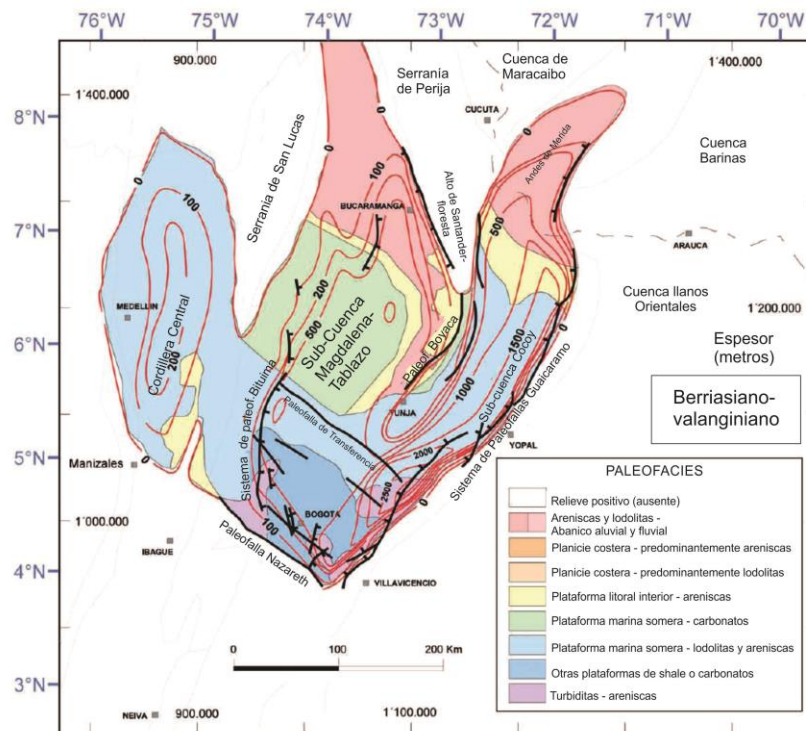 76°W
75°W
74°W
73°W
72°W
71°W
70°W
900.000
1´400.000
1´400.000
8°N
7°N
6°N
5°N
4°N
3°N
Serranía
de Perija
Cuenca de
Maracaibo
CUCUTA
Cuenca
Barinas
Andes de Merida
Serranía de San Lucas
Alto de Santander-
floresta
BUCARAMANGA
ARAUCA
Cuenca llanos
Orientales
1´200.000
MEDELLIN
Cordillera Central
Sub-Cuenca
Magdalena-
Tablazo
Paleof. Boyaca
Sub-cuenca Cocoy
Sistema de Paleofallas Guaicaramo
Sistema de paleof. Bituima
Paleofalla de Transferencia
TUNJA
YOPAL
Manizales
1´000.000
IBAGUE
BOGOTA
Paleofalla Nazareth
VILLAVICENCIO
NEIVA
900.000
1´100.000
0
0
0
0
0
0
0
100
100
100
200
200
500
500
1000
1500
2000
2500
0
100
200 Km
Espesor
(metros)
Berriasiano-
valanginiano
PALEOFACIES
Relieve positivo (ausente)
Areniscas y lodolitas -
Abanico aluvial y fluvial
Planicie costera - predominantemente areniscas
Planicie costera - predominantemente lodolitas
Plataforma litoral interior - areniscas
Plataforma marina somera - carbonatos
Plataforma marina somera - lodolitas y areniscas
Otras plataformas de shale o carbonatos
Turbiditas - areniscas